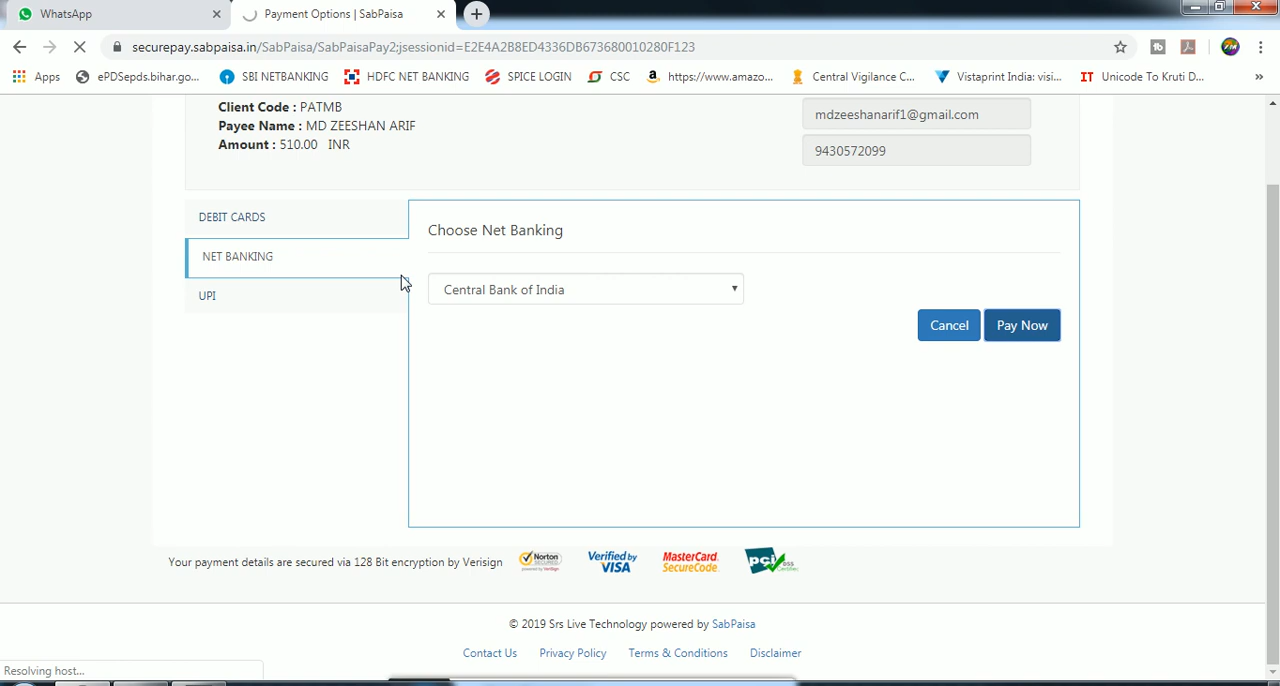 WhatsApp
Payment Options | SabPaisa
securepay.sabpaisa.in/SabPaisa/SabPaisaPay2;jsessionid=E2E4A2B8ED4336DB673680010280F123
Apps ePDSepds.bihar.go... SBI NETBANKING HDFC NET BANKING SPICE LOGIN CSC https://www.amazo... Central Vigilance C... Vistaprint India: visi... IT Unicode To Kruti D... »
Client Code : PATMB
Payee Name : MD ZEESHAN ARIF
Amount : 510.00 INR
mdzeeshanarif1@gmail.com
9430572099
DEBIT CARDS
NET BANKING
UPI
Choose Net Banking
Central Bank of India
Cancel
Pay Now
Your payment details are secured via 128 Bit encryption by Verisign
Norton
SECURED
Verified by
VISA
MasterCard.
SecureCode.
pci DSS
© 2019 Srs Live Technology powered by SabPaisa
Contact Us Privacy Policy Terms & Conditions Disclaimer
Resolving host...